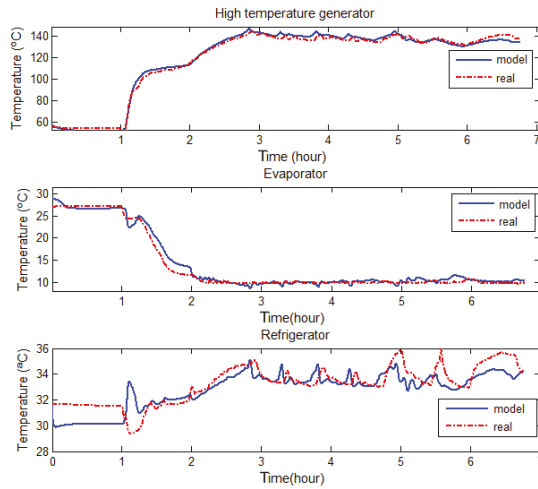 High temperature generator
Temperature (ºC)
140
120
100
80
60
0
1
2
3
4
5
6
7
model
real
Time (hour)
Evaporator
Temperature (ºC)
30
25
20
15
10
1
2
3
4
5
6
model
real
Time(hour)
Refrigerator
Temperature (ªC)
36
34
32
30
28
0
1
2
3
4
5
6
model
real
Time(hour)